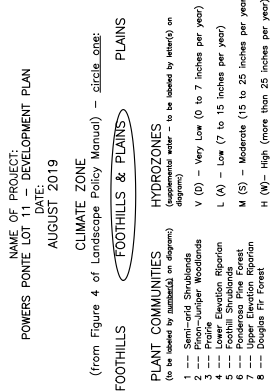 NAME OF PROJECT:
POWERS PONTE LOT 11 – DEVELOPMENT PLAN
DATE:
AUGUST 2019
CLIMATE ZONE
(from Figure 4 of Landscape Policy Manual) – circle one:
FOOTHILLS FOOTHILLS & PLAINS PLAINS
PLANT COMMUNITIES
(to be labeled by number(s) on diagram):
1 --- Semi-arid Shrublands
2 --- Pinon-Juniper Woodlands
3 --- Prairie
4 --- Lower Elevation Riparian
5 --- Foothill Shrublands
6 --- Ponderosa Pine Forest
7 --- Upper Elevation Riparian
8 --- Douglas Fir Forest
HYDROZONES
(supplemental water – to be labeled by letter(s) on
diagram)
V (D) – Very Low (0 to 7 inches per year)
L (A) – Low (7 to 15 inches per year)
M (S) – Moderate (15 to 25 inches per year
H (W)– High (more than 25 inches per year)